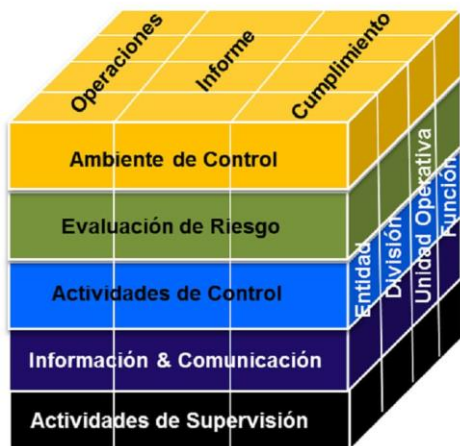 Operaciones
Informe
Cumplimiento
Ambiente de Control
Evaluación de Riesgo
Actividades de Control
Información & Comunicación
Actividades de Supervisión
Entidad
División
Unidad Operativa
Función